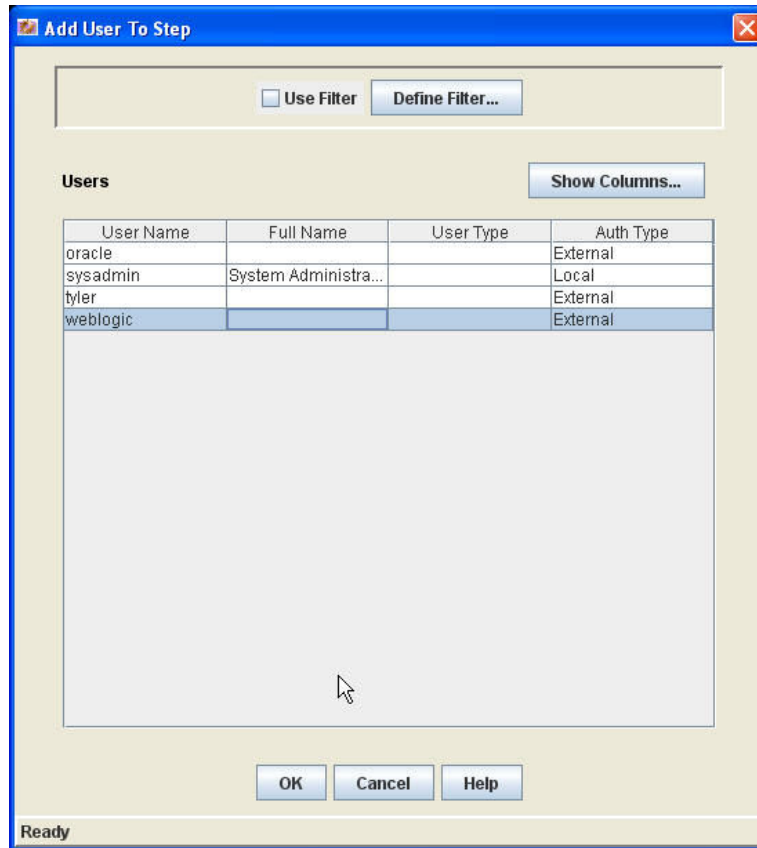 Add User To Step
Use Filter Define Filter...
Users Show Columns...
User Name Full Name User Type Auth Type
oracle External
sysadmin System Administra... Local
tyler External
weblogic External
OK Cancel Help
Ready